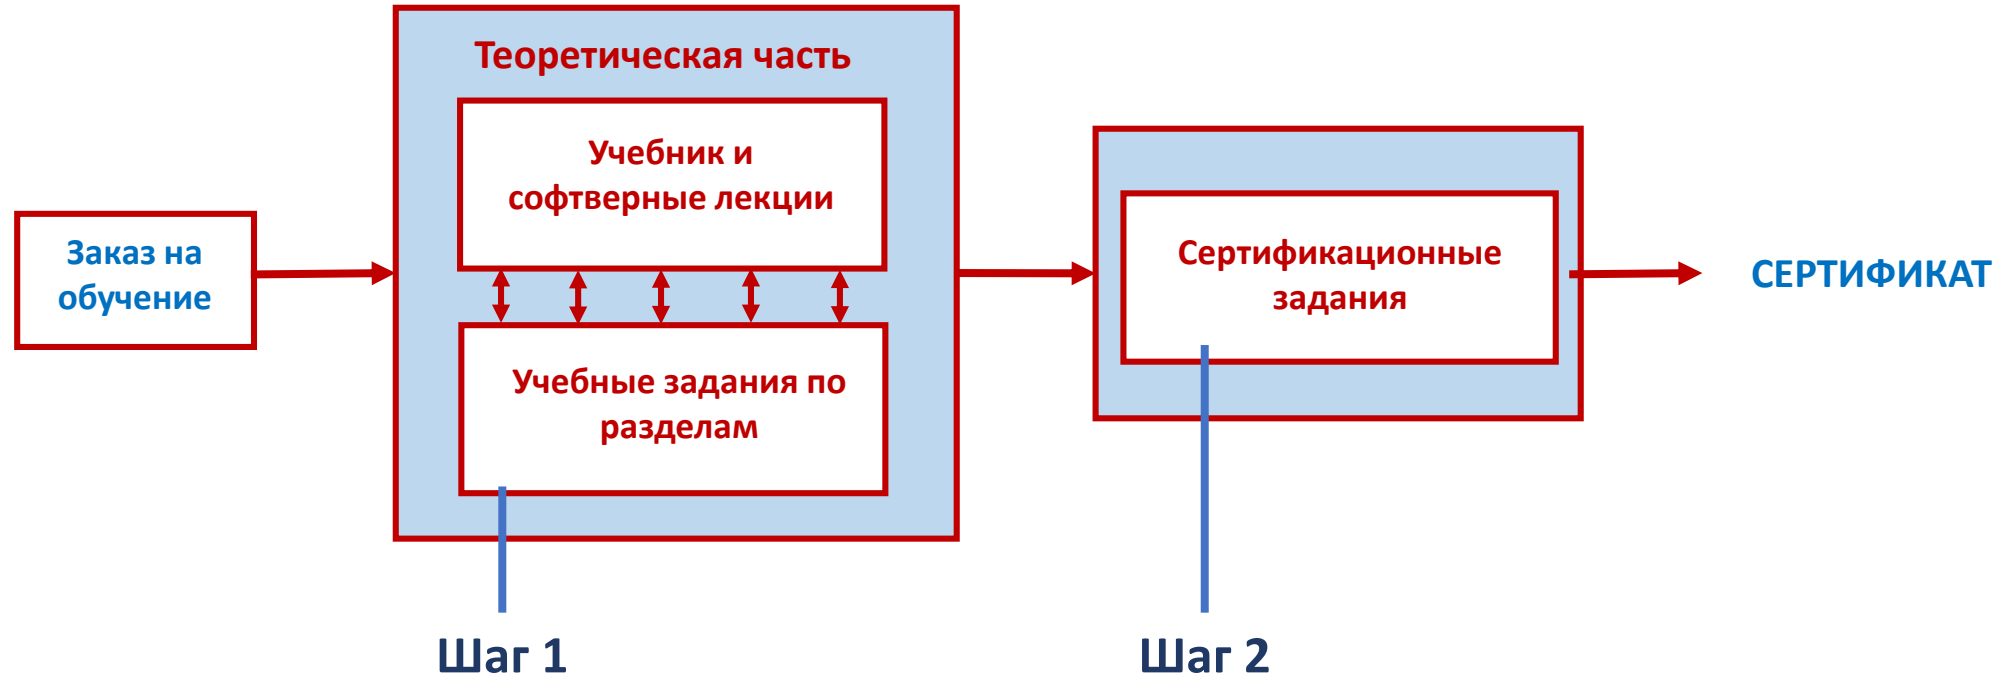 Теоретическая часть
Учебник и
софтверные лекции
Заказ на
обучение
Учебные задания по
разделам
Сертификационные
задания
СЕРТИФИКАТ
Шаг 1
Шаг 2